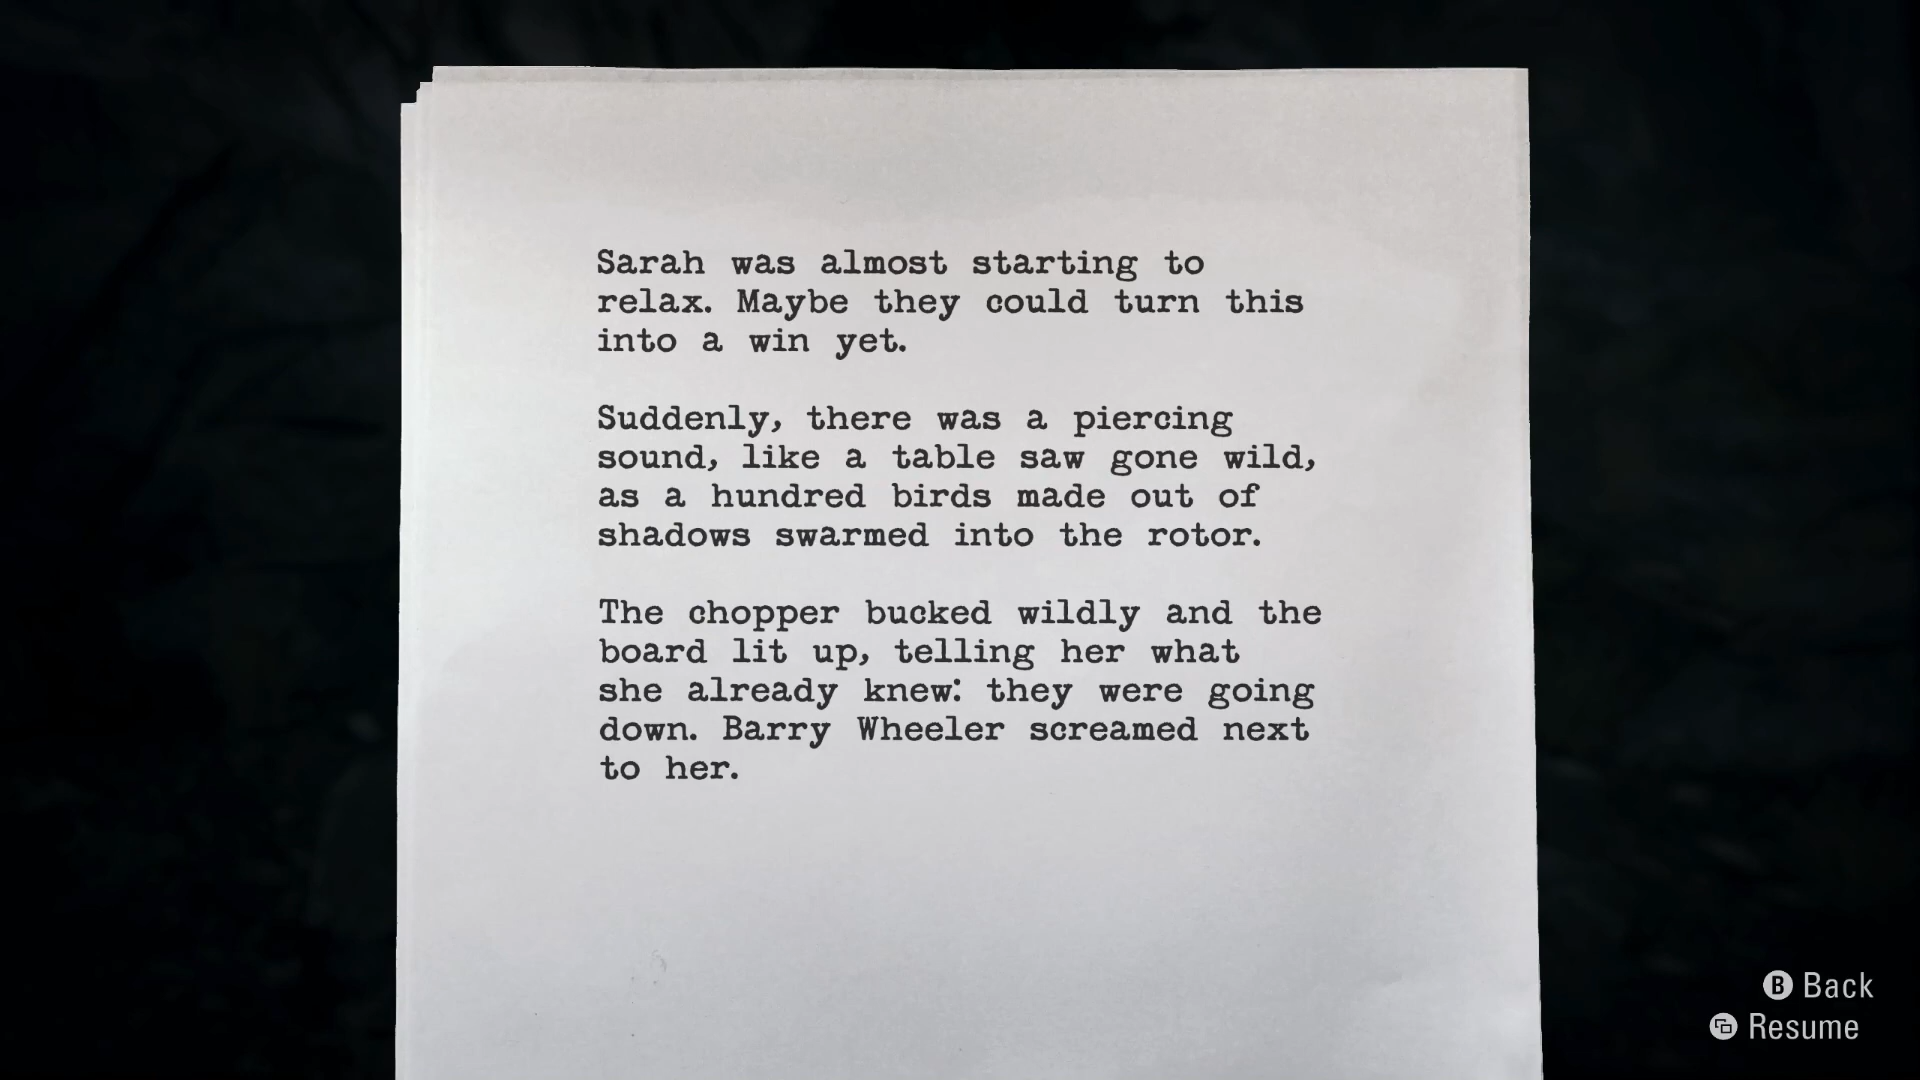 Sarah was almost starting to
relax. Maybe they could turn this
into a win yet.
Suddenly, there was a piercing
sound, like a table saw gone wild,
as a hundred birds made out of
shadows swarmed into the rotor.
The chopper bucked wildly and the
board lit up, telling her what
she already knew: they were going
down. Barry Wheeler screamed next
to her.
B Back
Resume